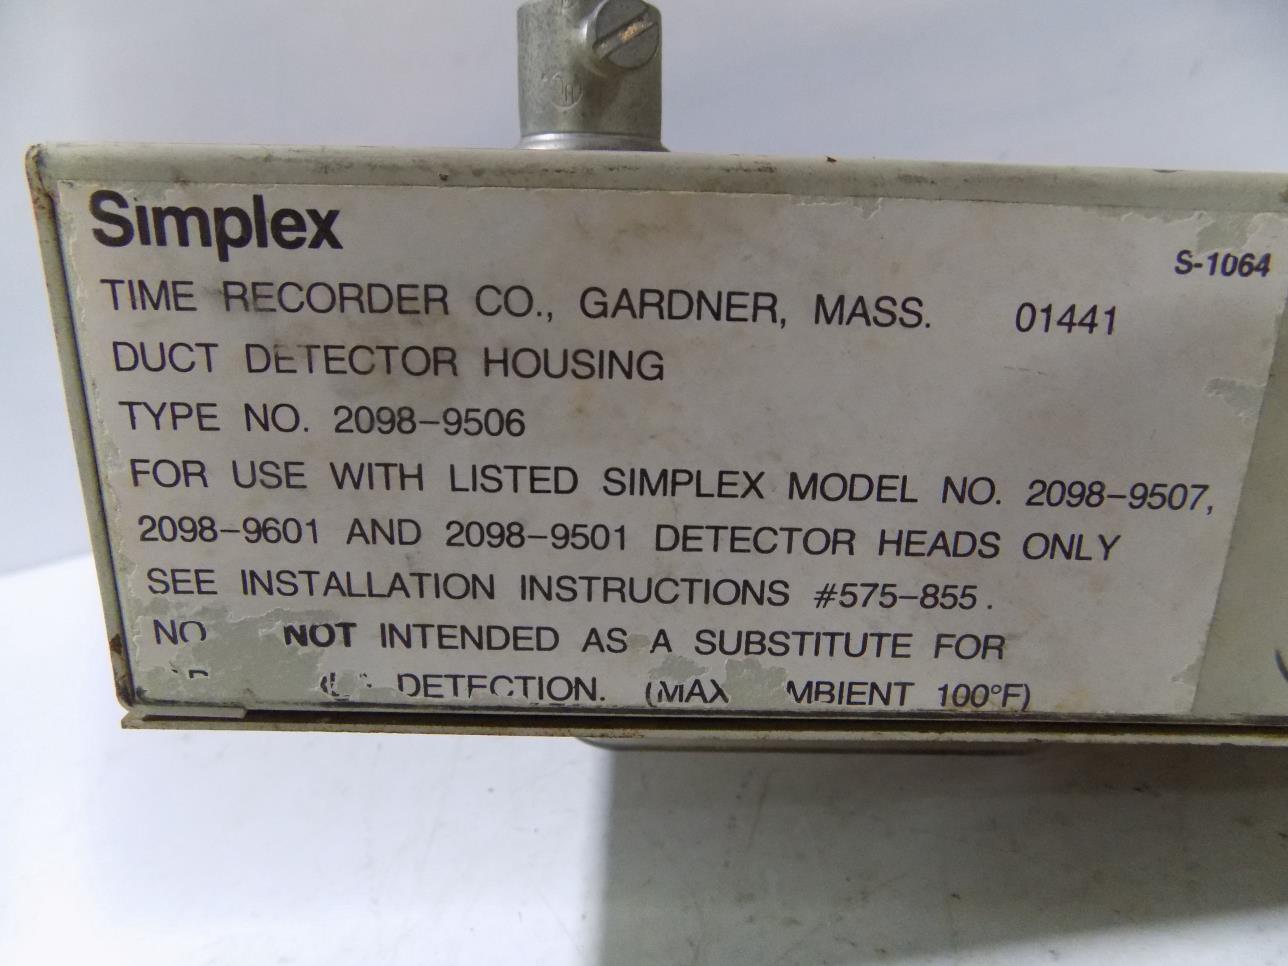 Simplex
S-1064
TIME RECORDER CO., GARDNER, MASS. 01441
DUCT DETECTOR HOUSING
TYPE NO. 2098-9506
FOR USE WITH LISTED SIMPLEX MODEL NO. 2098-9507,
2098-9601 AND 2098-9501 DETECTOR HEADS ONLY
SEE INSTALLATION INSTRUCTIONS #575-855.
NOT INTENDED AS A SUBSTITUTE FOR
DETECTION. (MAX AMBIENT 100°F)